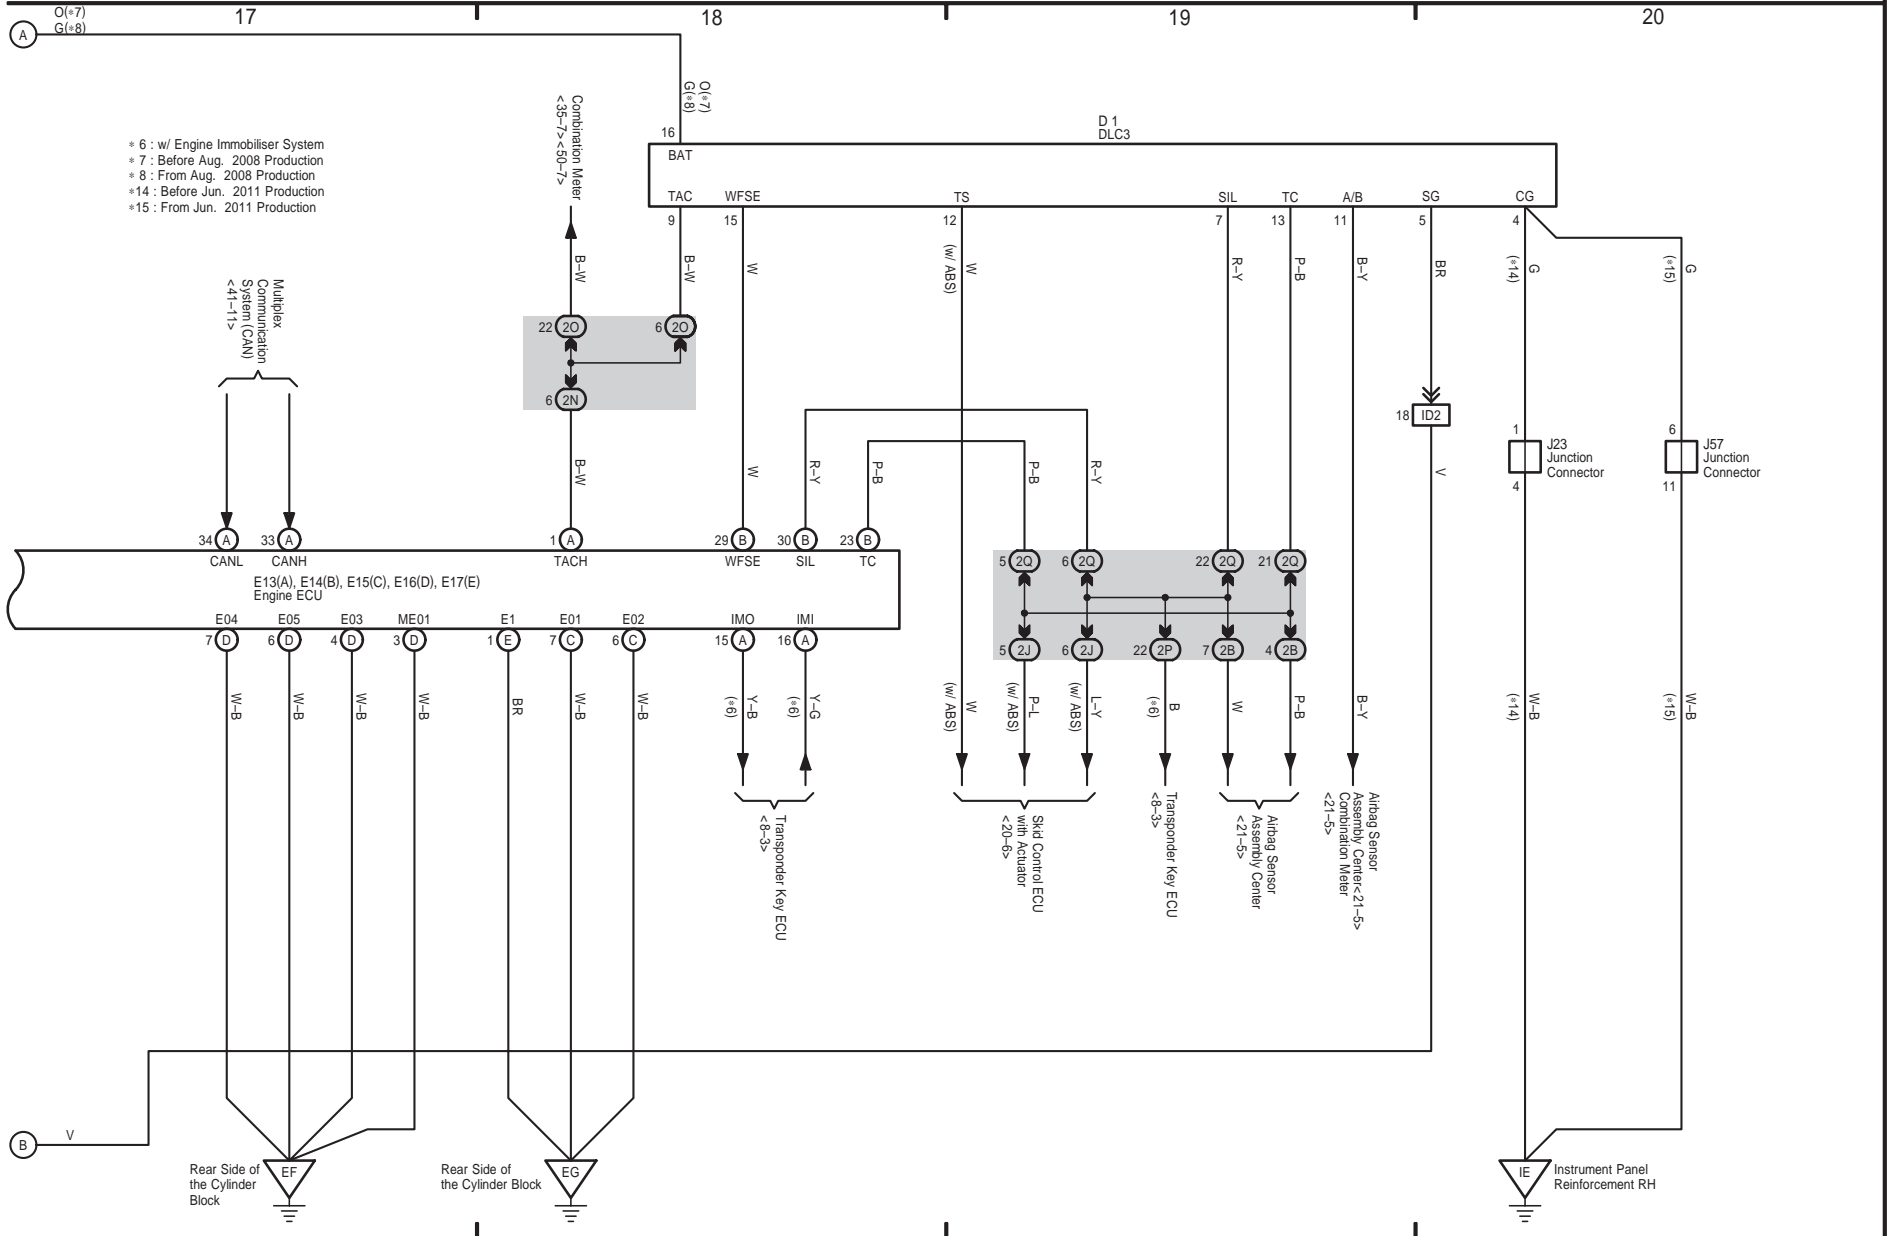 17
18
19
20
O(*7)
G(*8)
A
O(*7)
G(*8)
* 6 : w/ Engine Immobiliser System
* 7 : Before Aug. 2008 Production
* 8 : From Aug. 2008 Production
*14 : Before Jun. 2011 Production
*15 : From Jun. 2011 Production
Combination Meter
<35-7><50-7>
D 1
DLC3
16
BAT
TAC WFSE TS SIL TC A/B SG CG
9 15 12 7 13 11 5 4
B-W
B-W
W
W
(w/ ABS)
R-Y
P-B
B-Y
BR
G
(*14)
G
(*15)
Multiplex
Communication
System (CAN)
<41-11>
22 2O
6 2O
6 2N
18 ID2
V
1
J23
Junction
Connector
4
6
J57
Junction
Connector
11
B-W
W
R-Y
P-B
P-B
R-Y
34 A
33 A
1 A
29 B
30 B
23 B
CANL CANH TACH WFSE SIL TC
E13(A), E14(B), E15(C), E16(D), E17(E)
Engine ECU
E04 E05 E03 ME01 E1 E01 E02 IMO IMI
7 D
6 D
4 D
3 D
1 E
7 C
6 C
15 A
16 A
5 2Q
6 2Q
22 2Q
21 2Q
5 2J
6 2J
22 2P
7 2B
4 2B
W-B
W-B
W-B
W-B
BR
W-B
W-B
Y-B
(*6)
Y-G
(*6)
W
(w/ ABS)
P-L
(w/ ABS)
L-Y
(w/ ABS)
B
(*6)
W
P-B
B-Y
W-B
(*14)
W-B
(*15)
Transponder Key ECU
<8-3>
Skid Control ECU
with Actuator
<20-6>
Transponder Key ECU
<8-3>
Airbag Sensor
Assembly Center
<21-5>
Airbag Sensor
Assembly Center<21-5>
Combination Meter
<21-5>
B
V
Rear Side of
the Cylinder
Block
EF
Rear Side of
the Cylinder Block
EG
IE
Instrument Panel
Reinforcement RH